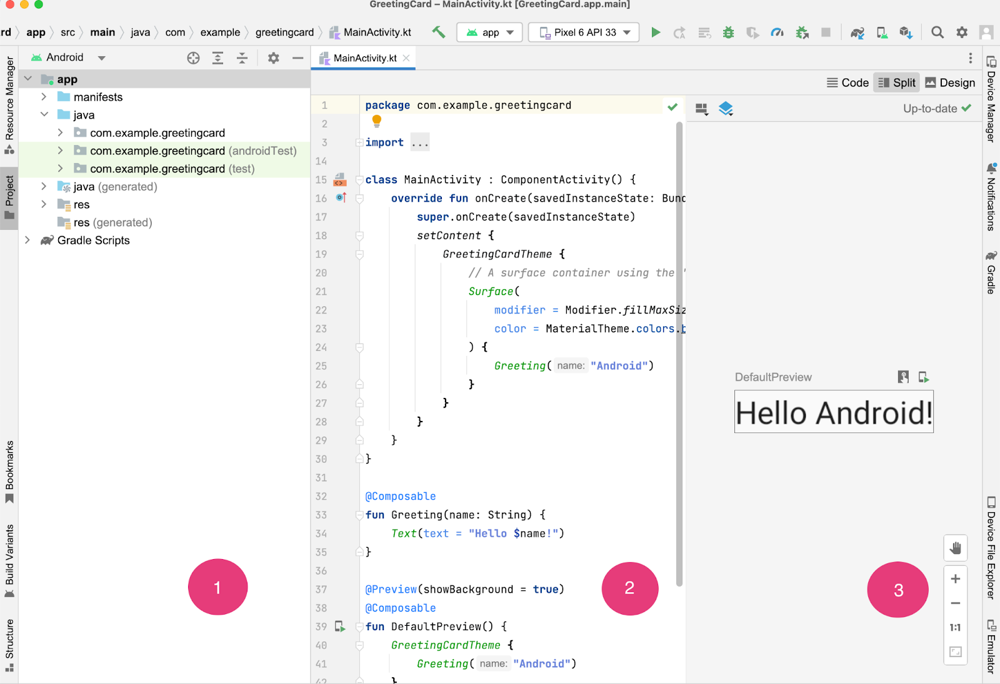 GreetingCard – MainActivity.kt [GreetingCard.app.main]
rd app src main java com example greetingcard MainActivity.kt app Pixel 6 API 33
Android
MainActivity.kt
Code Split Design
Up-to-date
Resource Manager
Project
Bookmarks
Build Variants
Structure
app
manifests
java
com.example.greetingcard
com.example.greetingcard (androidTest)
com.example.greetingcard (test)
java (generated)
res
res (generated)
Gradle Scripts
1
1 package com.example.greetingcard
2
3 import ...
14
15 class MainActivity : ComponentActivity() {
16 override fun onCreate(savedInstanceState: Bund
17 super.onCreate(savedInstanceState)
18 setContent {
19 GreetingCardTheme {
20 // A surface container using the '
21 Surface(
22 modifier = Modifier.fillMaxSiz
23 color = MaterialTheme.colors.b
24 ) {
25 Greeting( name: "Android")
26 }
27 }
28 }
29 }
30 }
31
32 @Composable
33 fun Greeting(name: String) {
34 Text(text = "Hello $name!")
35 }
36
37 @Preview(showBackground = true)
38 @Composable
39 fun DefaultPreview() {
40 GreetingCardTheme {
41 Greeting( name: "Android")
42 }
2
DefaultPreview
Hello Android!
3
1:1
Device Manager
Notifications
Gradle
Device File Explorer
Emulator